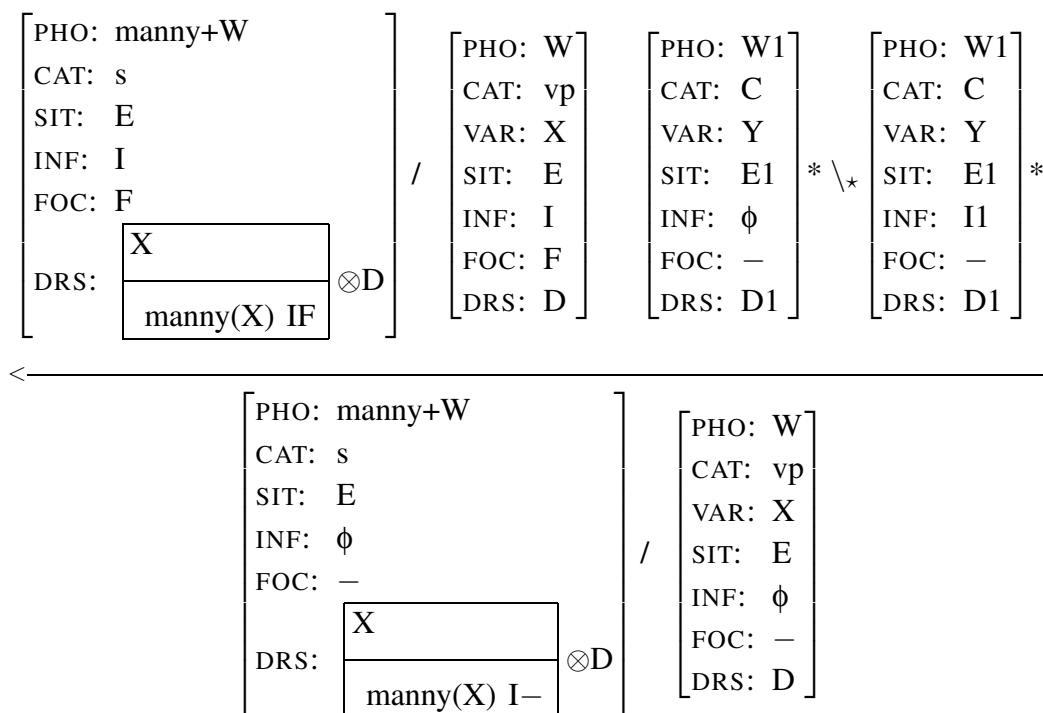 PHO: manny+W
CAT: s
SIT: E
INF: I
FOC: F
DRS: X
manny(X) IF
⊗D
/
PHO: W
CAT: vp
VAR: X
SIT: E
INF: I
FOC: F
DRS: D
PHO: W1
CAT: C
VAR: Y
SIT: E1
INF: ϕ
FOC: −
DRS: D1
* \⋆
PHO: W1
CAT: C
VAR: Y
SIT: E1
INF: I1
FOC: −
DRS: D1
*
<
PHO: manny+W
CAT: s
SIT: E
INF: ϕ
FOC: −
DRS: X
manny(X) I−
⊗D
/
PHO: W
CAT: vp
VAR: X
SIT: E
INF: ϕ
FOC: −
DRS: D